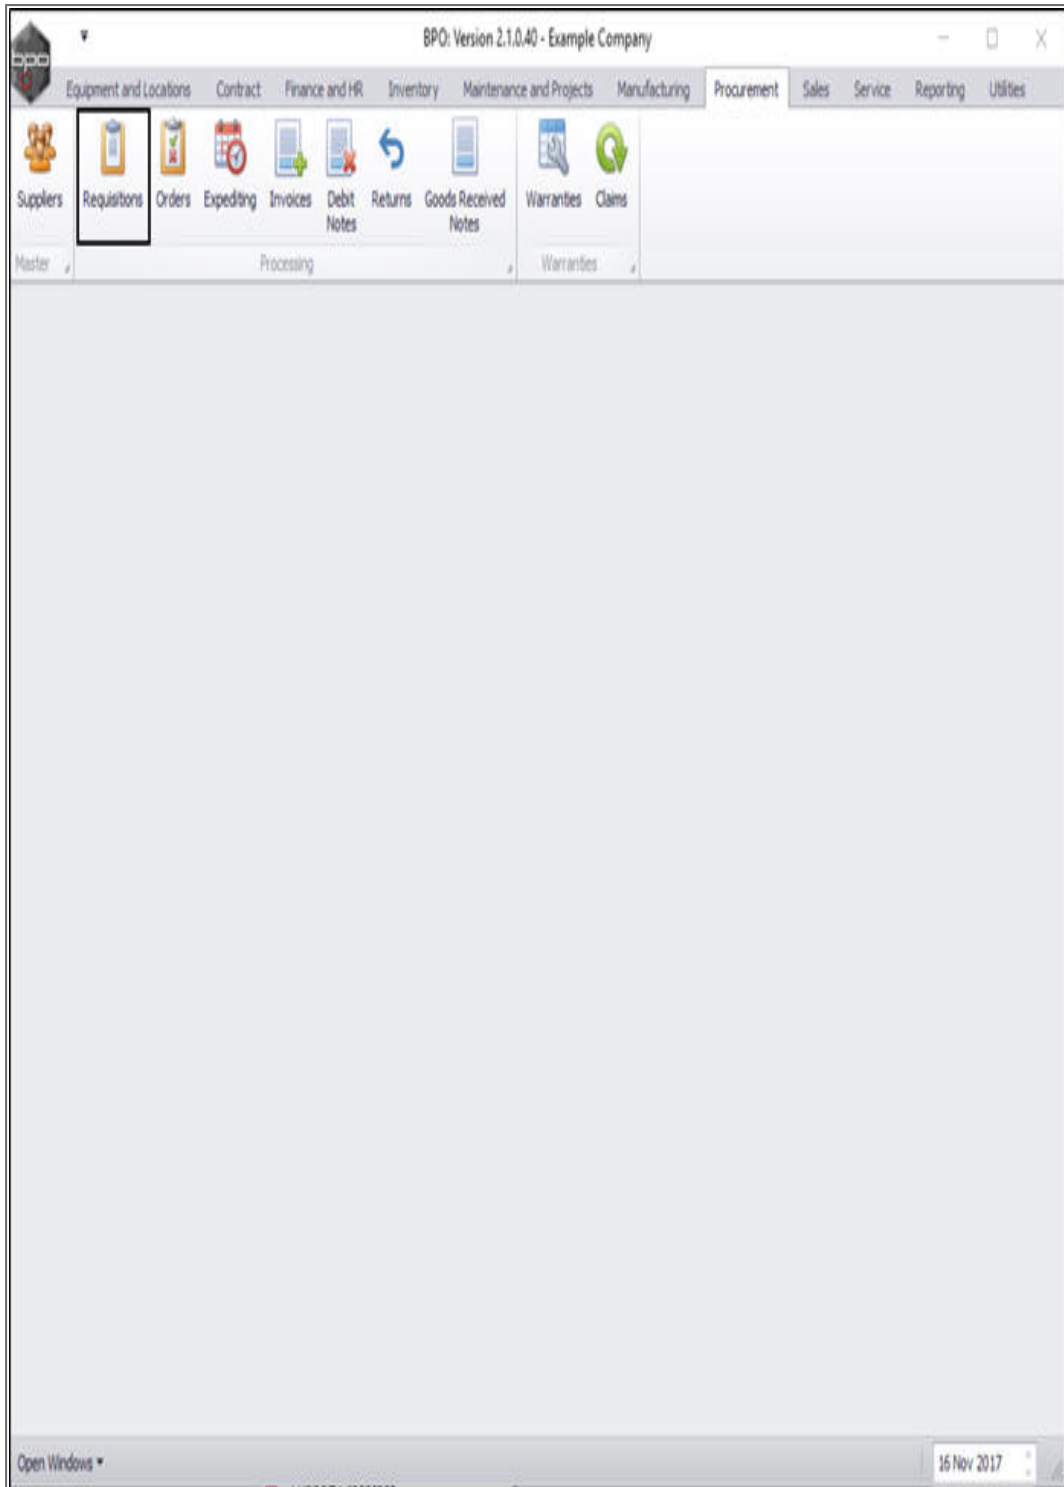 BPO: Version 2.1.0.40 - Example Company
bpo
Equipment and Locations Contract Finance and HR Inventory Maintenance and Projects Manufacturing Procurement Sales Service Reporting Utilities
Suppliers Requisitions Orders Expediting Invoices Debit Notes Returns Goods Received Notes Warranties Claims
Master Processing Warranties
Open Windows 16 Nov 2017